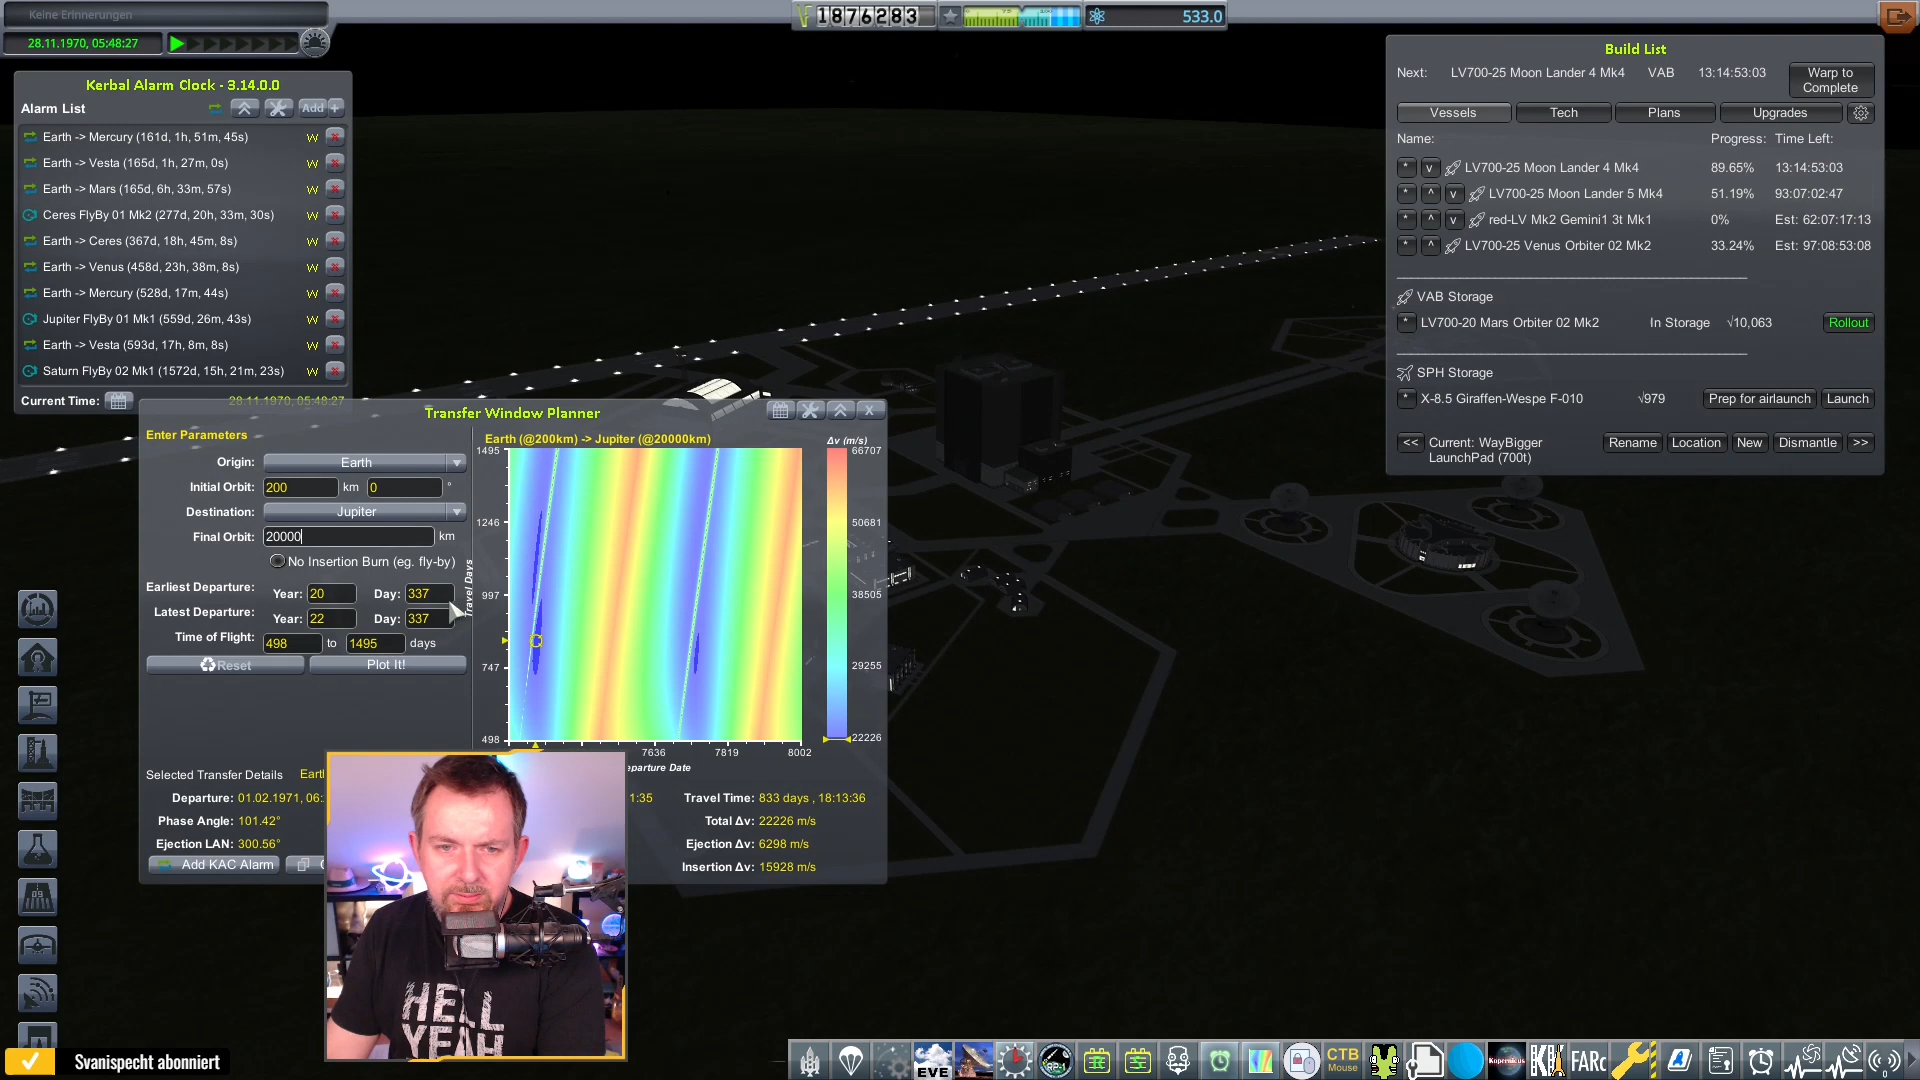 Keine Erinnerungen
28.11.1970, 05:48:27
1876283
533.0
Kerbal Alarm Clock - 3.14.0.0
Alarm List
Add +
Earth -> Mercury (161d, 1h, 51m, 45s) W
Earth -> Vesta (165d, 1h, 27m, 0s) W
Earth -> Mars (165d, 6h, 33m, 57s) W
Ceres FlyBy 01 Mk2 (277d, 20h, 33m, 30s) W
Earth -> Ceres (367d, 18h, 45m, 8s) W
Earth -> Venus (458d, 23h, 38m, 8s) W
Earth -> Mercury (528d, 17m, 44s) W
Jupiter FlyBy 01 Mk1 (559d, 26m, 43s) W
Earth -> Vesta (593d, 17h, 8m, 8s) W
Saturn FlyBy 02 Mk1 (1572d, 15h, 21m, 23s) W
Current Time: 28.11.1970, 05:48:27
Transfer Window Planner
X
Enter Parameters
Origin: Earth
Initial Orbit: 200 km 0 °
Destination: Jupiter
Final Orbit: 20000 km
No Insertion Burn (eg. fly-by)
Earliest Departure: Year: 20 Day: 337
Latest Departure: Year: 22 Day: 337
Time of Flight: 498 to 1495 days
Reset Plot It!
Earth (@200km) -> Jupiter (@20000km)
Δv (m/s)
1495
1246
997
747
498
Travel Days
66707
50681
38505
29255
22226
7636 7819 8002
eparture Date
Selected Transfer Details Eart
Departure: 01.02.1971, 06:
1:35
Phase Angle: 101.42°
Ejection LAN: 300.56°
Travel Time: 833 days , 18:13:36
Total Δv: 22226 m/s
Ejection Δv: 6298 m/s
Insertion Δv: 15928 m/s
Add KAC Alarm
Build List
Next: LV700-25 Moon Lander 4 Mk4 VAB 13:14:53:03
Warp to
Complete
Vessels Tech Plans Upgrades
Name: Progress: Time Left:
* v LV700-25 Moon Lander 4 Mk4 89.65% 13:14:53:03
* ^ v LV700-25 Moon Lander 5 Mk4 51.19% 93:07:02:47
* ^ v red-LV Mk2 Gemini1 3t Mk1 0% Est: 62:07:17:13
* ^ LV700-25 Venus Orbiter 02 Mk2 33.24% Est: 97:08:53:08
VAB Storage
* LV700-20 Mars Orbiter 02 Mk2 In Storage √10,063 Rollout
SPH Storage
* X-8.5 Giraffen-Wespe F-010 √979 Prep for airlaunch Launch
<< Current: WayBigger
LaunchPad (700t)
Rename Location New Dismantle >>
HELL
YEAH
Svanispecht abonniert
EVE
RP-1
CTB
Mouse
Kopernicus
FARc